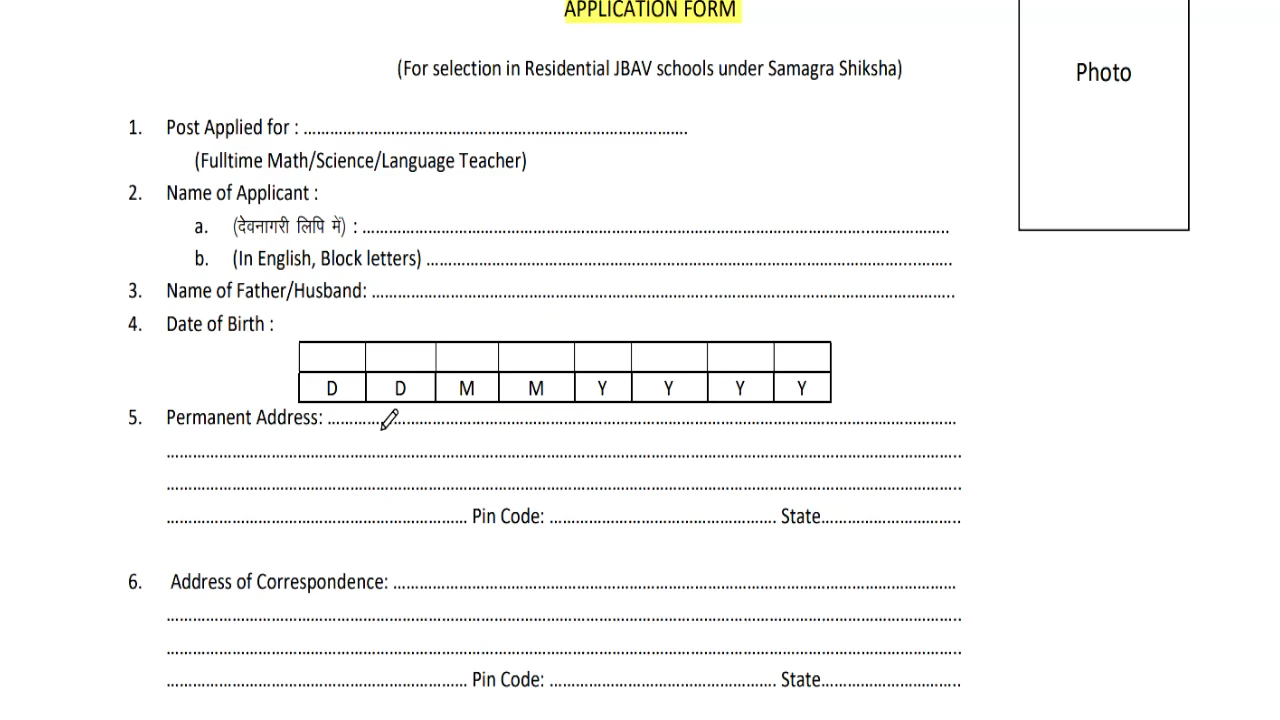 APPLICATION FORM
Photo
(For selection in Residential JBAV schools under Samagra Shiksha)
1. Post Applied for : ……………………………………………………………………………
(Fulltime Math/Science/Language Teacher)
2. Name of Applicant :
a. (देवनागरी लिपि में) : ……………………………………………………………………………………………………………………
b. (In English, Block letters) …………………………………………………………………………………………………………
3. Name of Father/Husband: ……………………………………………………………………………………………………………………
4. Date of Birth :
D D M M Y Y Y Y
5. Permanent Address: ……………………………………………………………………………………………………………………………
………………………………………………………………………………………………………………………………………………………………..
………………………………………………………………………………………………………………………………………………………………..
…………………………………………………………… Pin Code: ……………………………………………. State…………………………..
6. Address of Correspondence: …………………………………………………………………………………………………………………
………………………………………………………………………………………………………………………………………………………………..
………………………………………………………………………………………………………………………………………………………………..
…………………………………………………………… Pin Code: ……………………………………………. State…………………………..